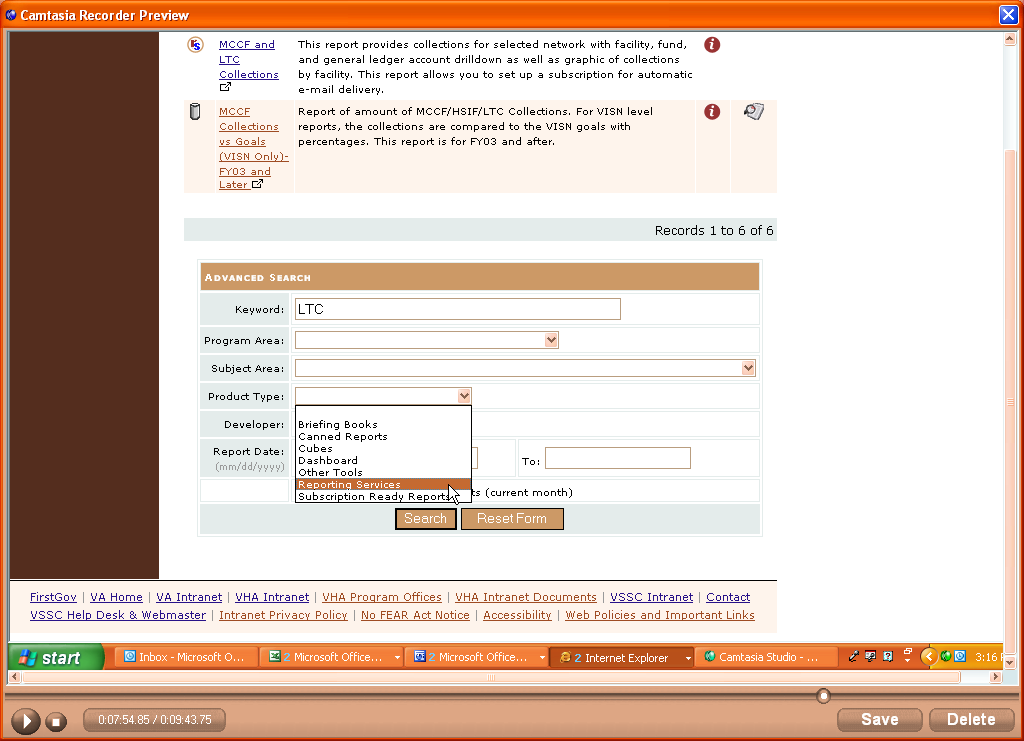 Camtasia Recorder Preview
MCCF and
LTC
Collections
This report provides collections for selected network with facility, fund,
and general ledger account drilldown as well as graphic of collections
by facility. This report allows you to set up a subscription for automatic
e-mail delivery.
MCCF
Collections
vs Goals
(VISN Only)-
FY03 and
Later
Report of amount of MCCF/HSIF/LTC Collections. For VISN level
reports, the collections are compared to the VISN goals with
percentages. This report is for FY03 and after.
Records 1 to 6 of 6
ADVANCED SEARCH
Keyword: LTC
Program Area:
Subject Area:
Product Type:
Developer:
Briefing Books
Canned Reports
Cubes
Dashboard
Other Tools
Reporting Services
Subscription Ready Reports
Report Date:
(mm/dd/yyyy)
To:
(current month)
Search Reset Form
FirstGov | VA Home | VA Intranet | VHA Intranet | VHA Program Offices | VHA Intranet Documents | VSSC Intranet | Contact
VSSC Help Desk & Webmaster | Intranet Privacy Policy | No FEAR Act Notice | Accessibility | Web Policies and Important Links
start Inbox - Microsoft O... 2 Microsoft Office... 2 Microsoft Office... 2 Internet Explorer Camtasia Studio - ... 3:16
0:07:54.85 / 0:09:43.75 Save Delete